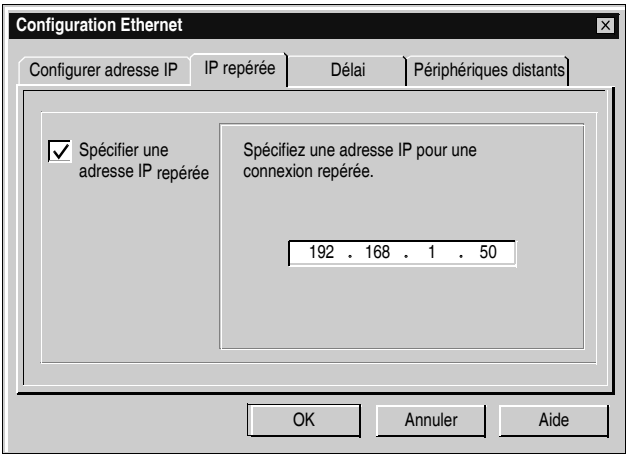 Configuration Ethernet
Configurer adresse IP
IP repérée
Délai
Périphériques distants
Spécifier une
adresse IP repérée
Spécifiez une adresse IP pour une
connexion repérée.
192 . 168 . 1 . 50
OK
Annuler
Aide